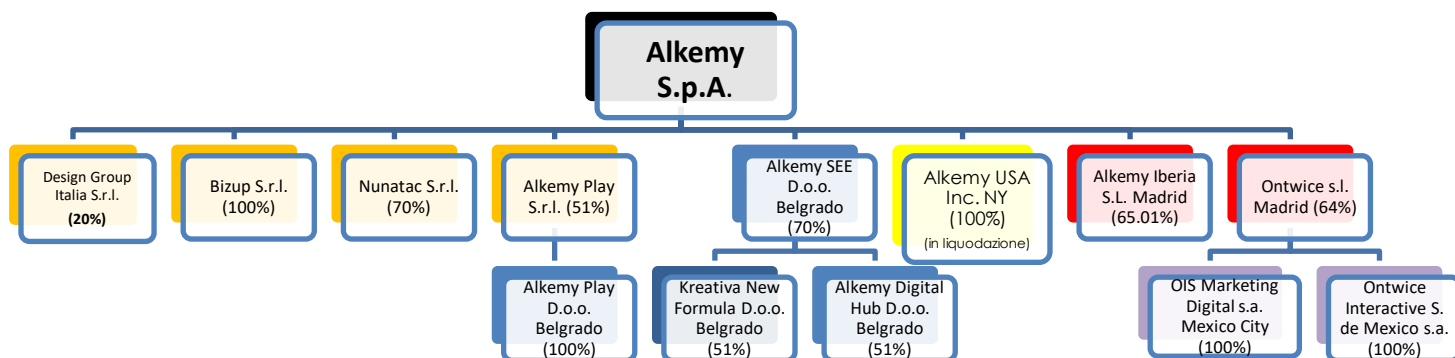 Alkemy
S.p.A.
Design Group
Italia S.r.l.
(20%)
Bizup S.r.l.
(100%)
Nunatac S.r.l.
(70%)
Alkemy Play
S.r.l. (51%)
Alkemy SEE
D.o.o.
Belgrado
(70%)
Alkemy USA
Inc. NY
(100%)
(in liquodazione)
Alkemy Iberia
S.L. Madrid
(65.01%)
Ontwice s.l.
Madrid (64%)
Alkemy Play
D.o.o.
Belgrado
(100%)
Kreativa New
Formula D.o.o.
Belgrado
(51%)
Alkemy Digital
Hub D.o.o.
Belgrado
(51%)
OIS Marketing
Digital s.a.
Mexico City
(100%)
Ontwice
Interactive S.
de Mexico s.a.
(100%)